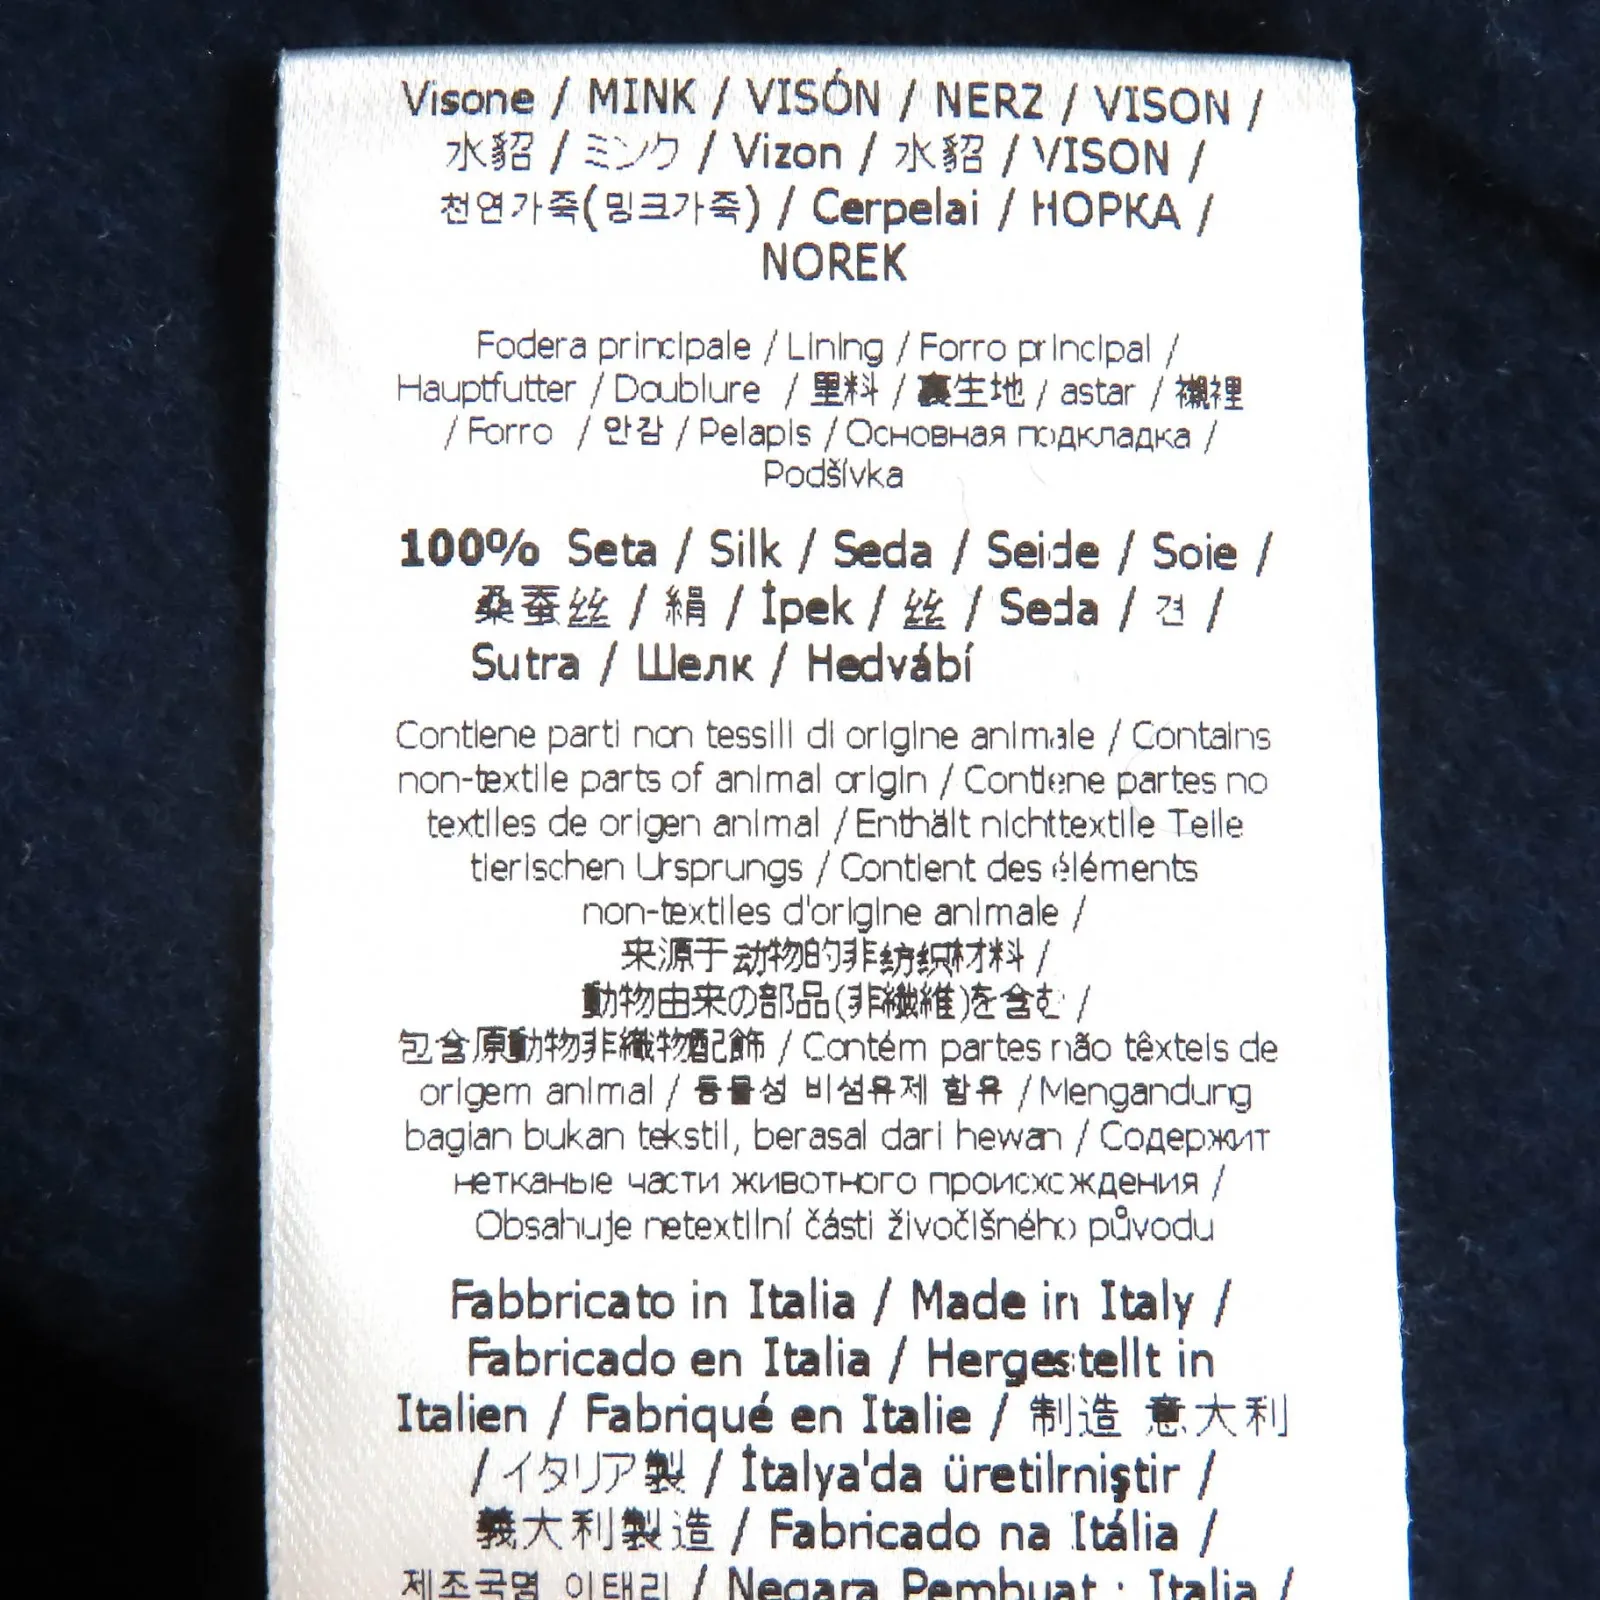 Visone / MINK / VISÓN / NERZ / VISON /
水貂 / ミンク / Vizon / 水貂 / VISON /
천연가죽(밍크가죽) / Cerpelai / НОРКА /
NOREK
Fodera principale / Lining / Forro principal /
Hauptfutter / Doublure / 里料 / 裏生地 / astar / 襯裡
/ Forro / 안감 / Pelapis / Основная подкладка /
Podšívka
100% Seta / Silk / Seda / Seide / Soie /
桑蚕丝 / 絹 / İpek / 丝 / Seda / 견 /
Sutra / Шелк / Hedvábí
Contiene parti non tessili di origine animale / Contains
non-textile parts of animal origin / Contiene partes no
textiles de origen animal / Enthält nichttextile Teile
tierischen Ursprungs / Contient des éléments
non-textiles d'origine animale /
来源于动物的非纺织材料 /
動物由来の部品(非繊維)を含む /
包含原動物非織物配飾 / Contém partes não têxteis de
origem animal / 동물성 비섬유제 함유 / Mengandung
bagian bukan tekstil, berasal dari hewan / Содержит
нетканые части животного происхождения /
Obsahuje netextilní části živočišného původu
Fabbricato in Italia / Made in Italy /
Fabricado en Italia / Hergestellt in
Italien / Fabriqué en Italie / 制造 意大利
/ イタリア製 / İtalya'da üretilmiştir /
義大利製造 / Fabricado na Itália /
제조국명 이태리 / Negara Pembuat : Italia /